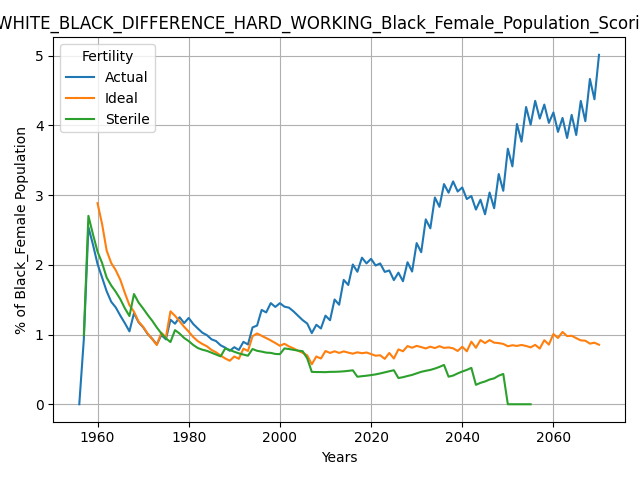 WHITE_BLACK_DIFFERENCE_HARD_WORKING_Black_Female_Population_Scori
Fertility
Actual
Ideal
Sterile
% of Black_Female Population
5
4
3
2
1
0
1960 1980 2000 2020 2040 2060
Years